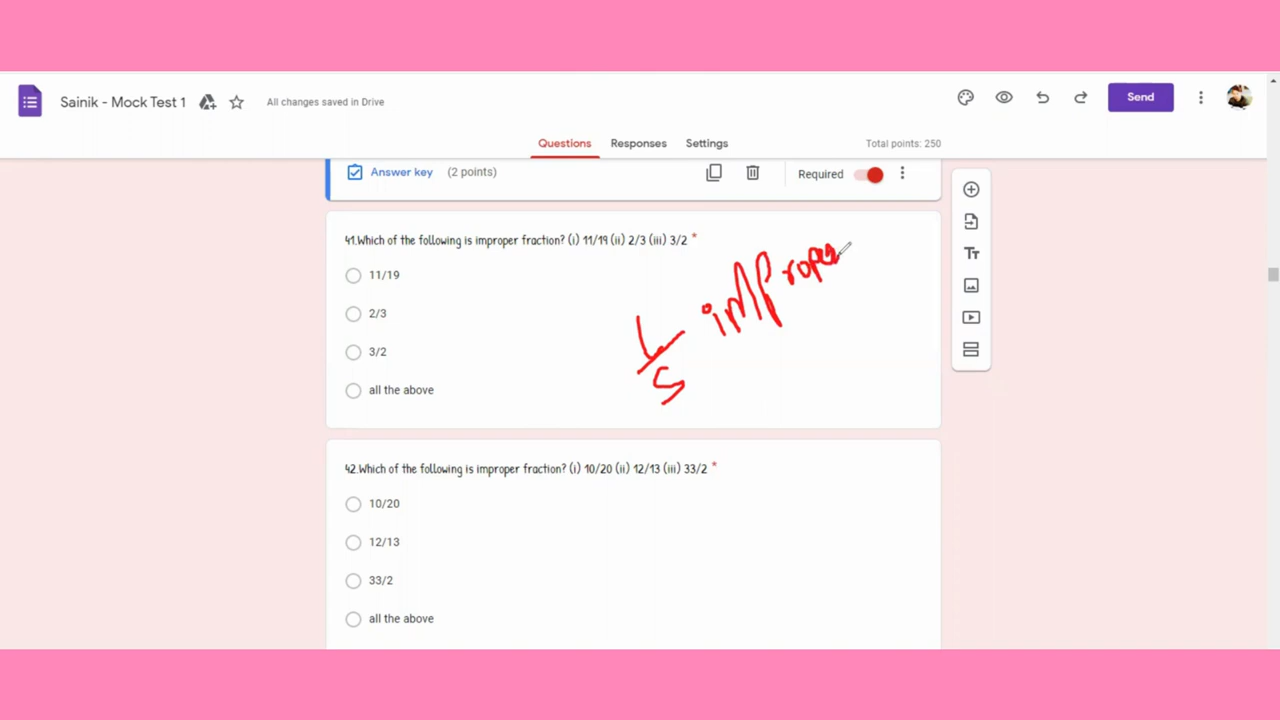 Sainik - Mock Test 1
All changes saved in Drive
Send
Questions
Responses
Settings
Total points: 250
Answer key (2 points)
Required
41.Which of the following is improper fraction? (i) 11/19 (ii) 2/3 (iii) 3/2 *
11/19
2/3
3/2
all the above
L/S improper
42.Which of the following is improper fraction? (i) 10/20 (ii) 12/13 (iii) 33/2 *
10/20
12/13
33/2
all the above